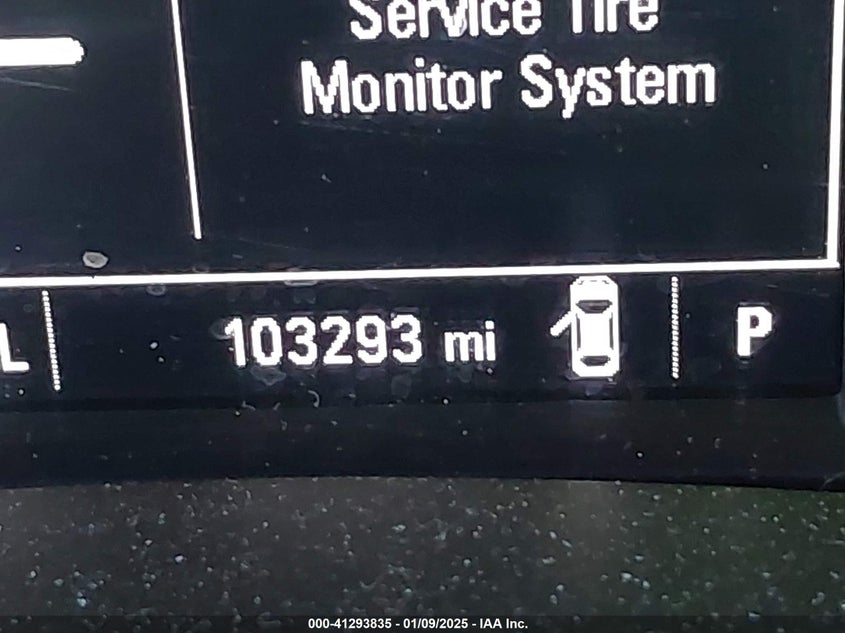 Service Tire
Monitor System
L
103293 mi
P
000-41293835 - 01/09/2025 - IAA Inc.